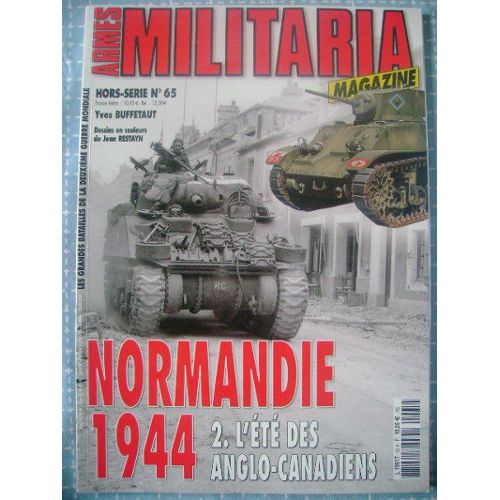 ARMES
MILITARIA
MAGAZINE
HORS-SERIE N° 65
Yves BUFFETAUT
Dessins en couleurs
de Jean RESTAYN
LES GRANDES BATAILLES DE LA DEUXIÈME GUERRE MONDIALE
NORMANDIE
1944
2. L'ÉTÉ DES
ANGLO-CANADIENS